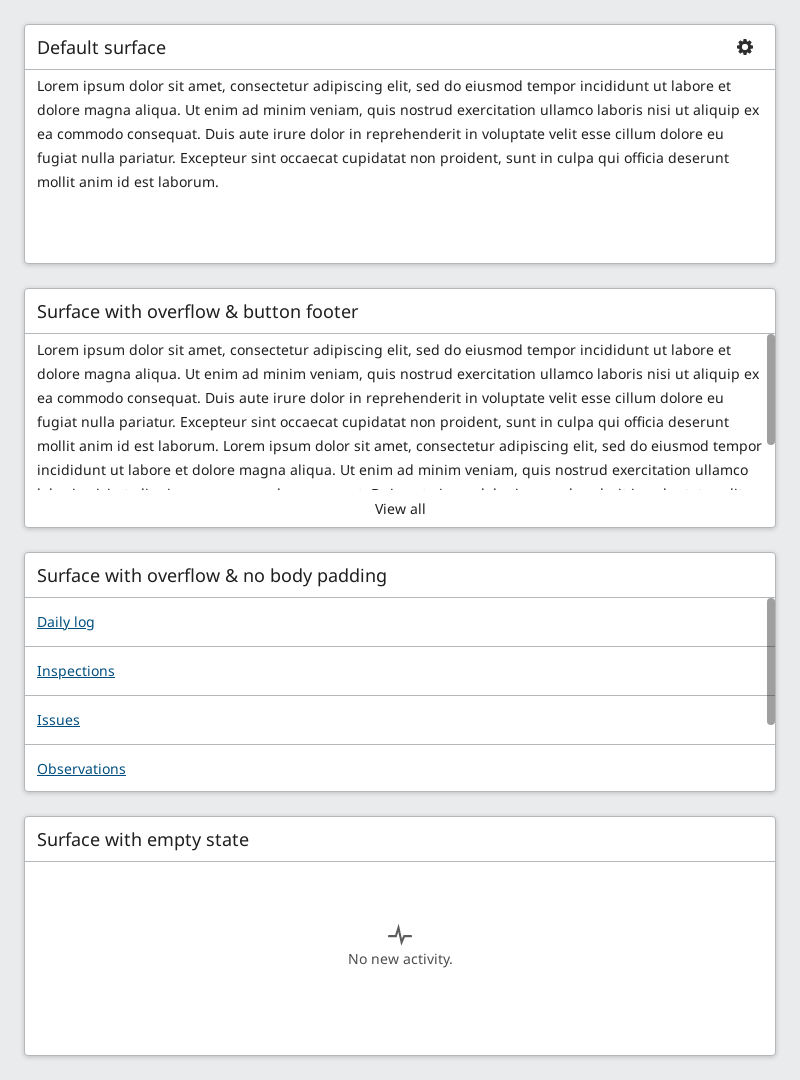 Default surface
Lorem ipsum dolor sit amet, consectetur adipiscing elit, sed do eiusmod tempor incididunt ut labore et
dolore magna aliqua. Ut enim ad minim veniam, quis nostrud exercitation ullamco laboris nisi ut aliquip ex
ea commodo consequat. Duis aute irure dolor in reprehenderit in voluptate velit esse cillum dolore eu
fugiat nulla pariatur. Excepteur sint occaecat cupidatat non proident, sunt in culpa qui officia deserunt
mollit anim id est laborum.
Surface with overflow & button footer
Lorem ipsum dolor sit amet, consectetur adipiscing elit, sed do eiusmod tempor incididunt ut labore et
dolore magna aliqua. Ut enim ad minim veniam, quis nostrud exercitation ullamco laboris nisi ut aliquip ex
ea commodo consequat. Duis aute irure dolor in reprehenderit in voluptate velit esse cillum dolore eu
fugiat nulla pariatur. Excepteur sint occaecat cupidatat non proident, sunt in culpa qui officia deserunt
mollit anim id est laborum. Lorem ipsum dolor sit amet, consectetur adipiscing elit, sed do eiusmod tempor
incididunt ut labore et dolore magna aliqua. Ut enim ad minim veniam, quis nostrud exercitation ullamco
View all
Surface with overflow & no body padding
Daily log
Inspections
Issues
Observations
Surface with empty state
No new activity.